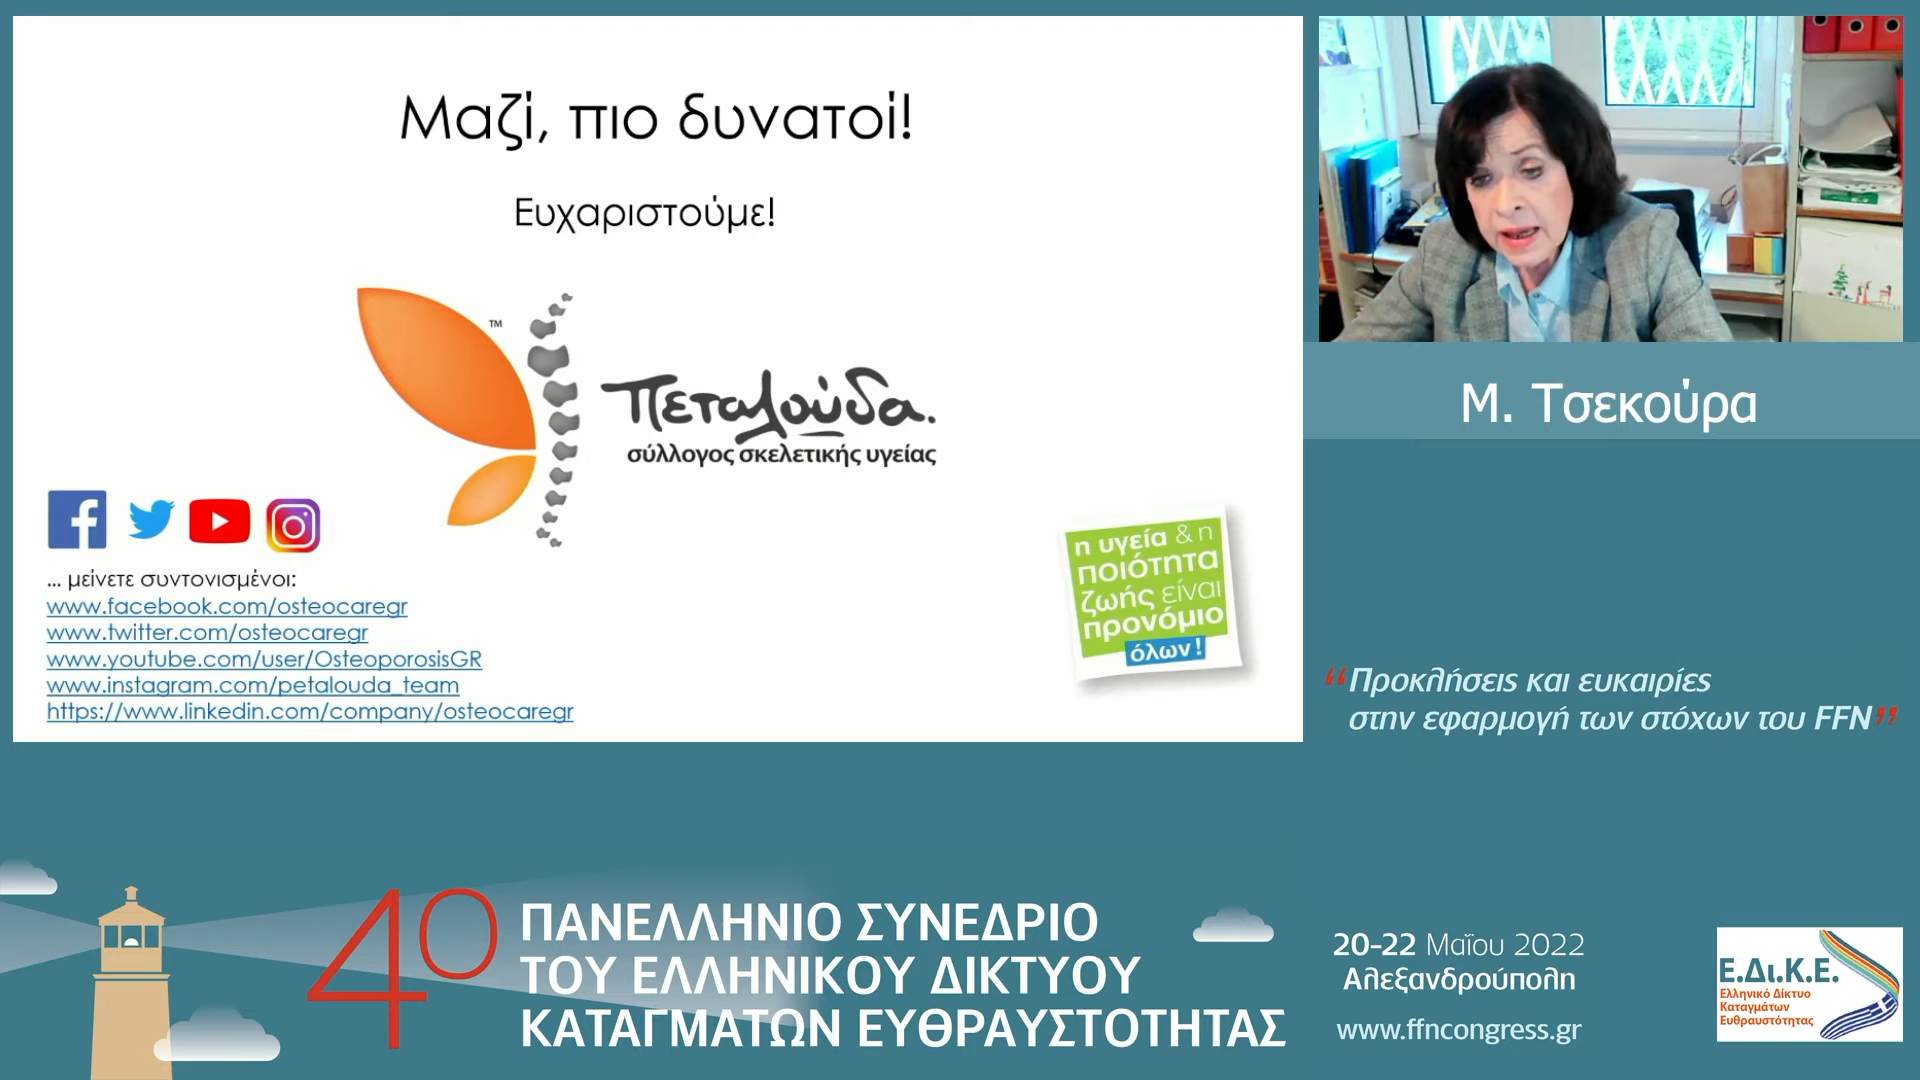 Μαζί, πιο δυνατοί!
Ευχαριστούμε!
TM
Πεταλούδα.
σύλλογος σκελετικής υγείας
... μείνετε συντονισμένοι:
www.facebook.com/osteocaregr
www.twitter.com/osteocaregr
www.youtube.com/user/OsteoporosisGR
www.instagram.com/petalouda_team
https://www.linkedin.com/company/osteocaregr
η υγεία & η
ποιότητα
ζωής είναι
προνόμιο
όλων!
Μ. Τσεκούρα
“Προκλήσεις και ευκαιρίες
στην εφαρμογή των στόχων του FFN”
4ο
ΠΑΝΕΛΛΗΝΙΟ ΣΥΝΕΔΡΙΟ
ΤΟΥ ΕΛΛΗΝΙΚΟΥ ΔΙΚΤΥΟΥ
ΚΑΤΑΓΜΑΤΩΝ ΕΥΘΡΑΥΣΤΟΤΗΤΑΣ
20-22 Μαΐου 2022
Αλεξανδρούπολη
www.ffncongress.gr
Ε.Δι.Κ.Ε.
Ελληνικό Δίκτυο
Καταγμάτων
Ευθραυστότητας